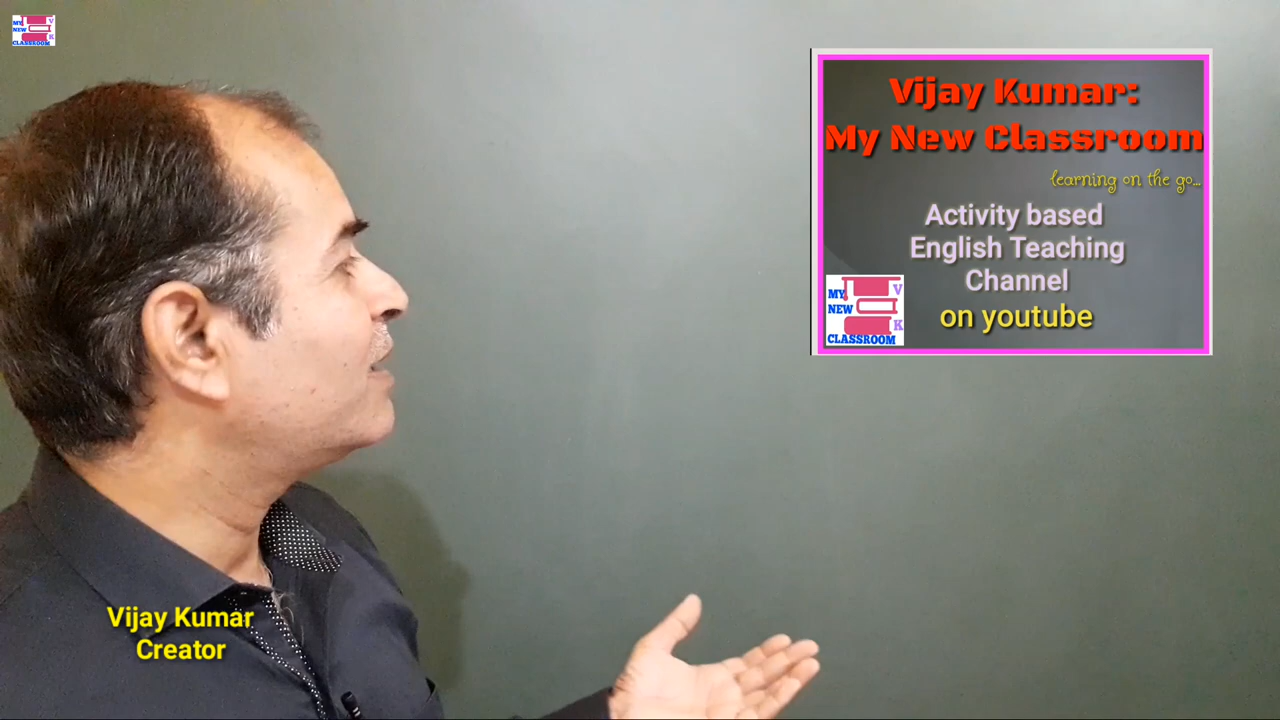 MY V
NEW
K
CLASSROOM
Vijay Kumar:
My New Classroom
learning on the go...
Activity based
English Teaching
Channel
on youtube
MY V
NEW
K
CLASSROOM
Vijay Kumar
Creator